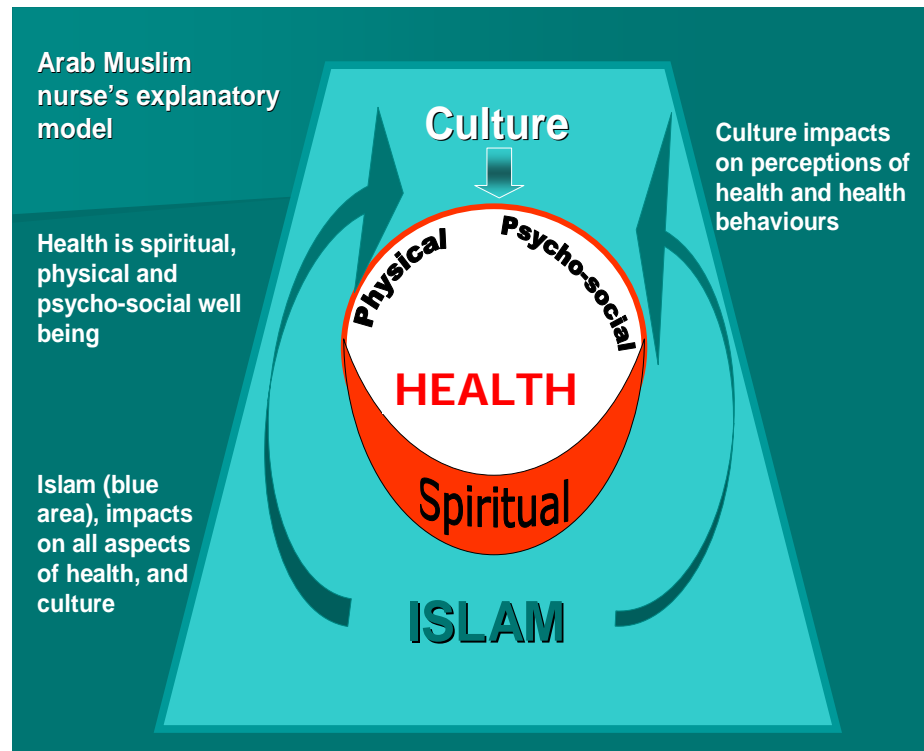 Arab Muslim
nurse's explanatory
model
Health is spiritual,
physical and
psycho-social well
being
Islam (blue
area), impacts
on all aspects
of health, and
culture
Culture
Physical
Psycho-social
HEALTH
Spiritual
ISLAM
Culture impacts
on perceptions of
health and health
behaviours